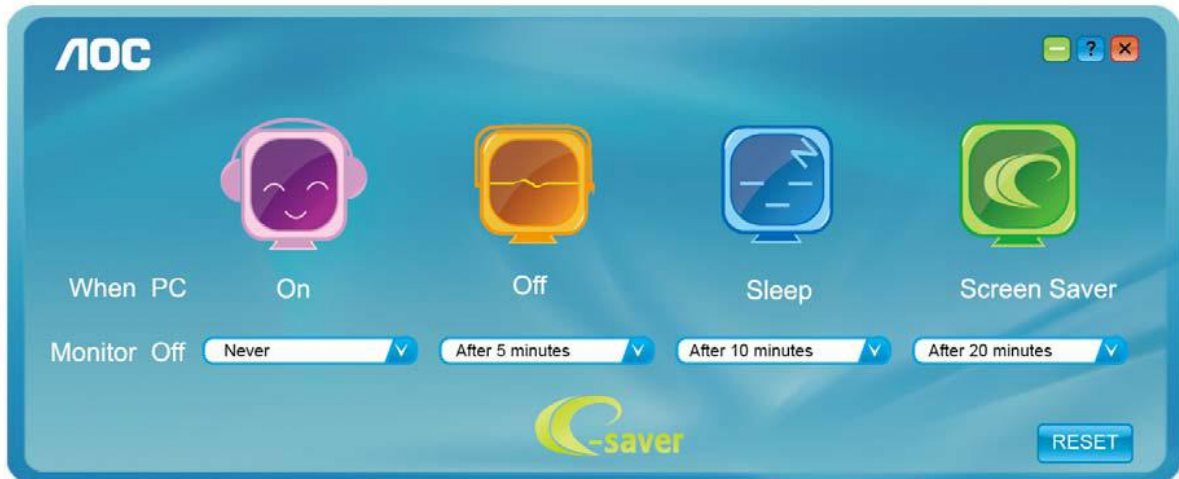 AOC
?
When PC On Off Sleep Screen Saver
Monitor Off Never After 5 minutes After 10 minutes After 20 minutes
e-saver
RESET